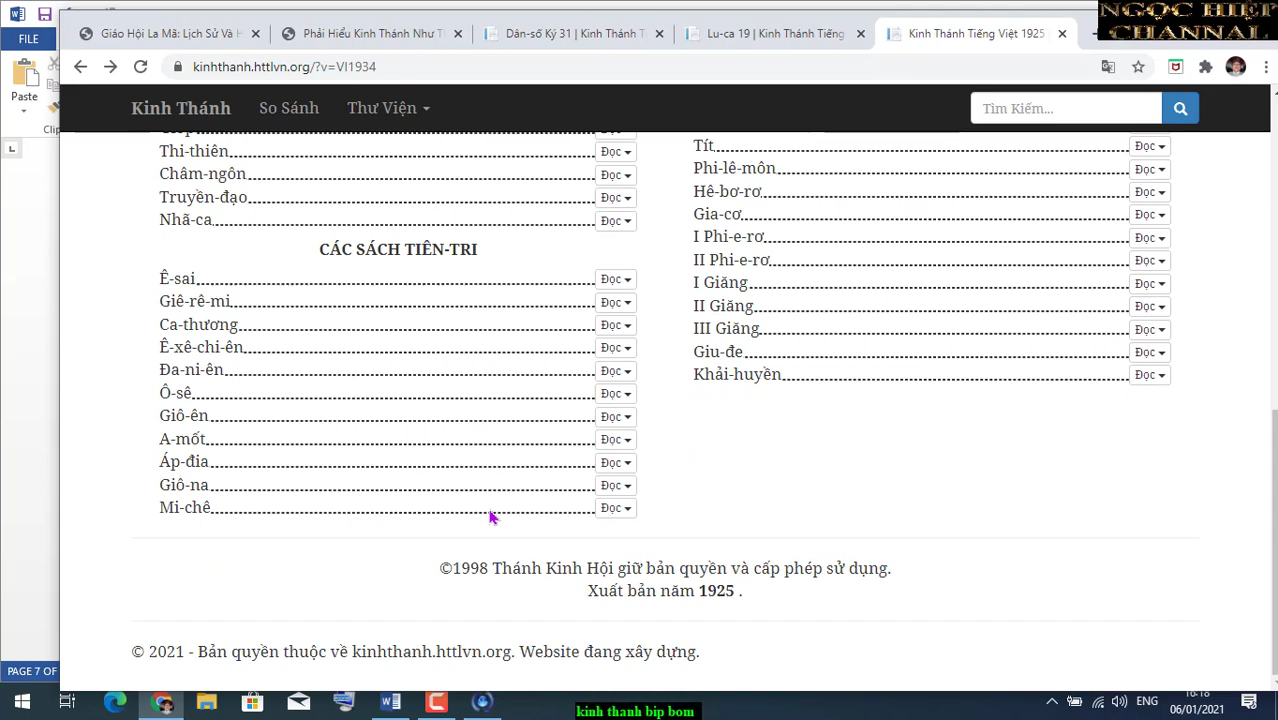 NGỌC HIỆP
CHANNAL
FILE
Giáo Hội La Mã: Lịch Sử Và H
Phải Hiểu Kinh Thánh Như Th
Dân-số Ký 31 | Kinh Thánh T
Lu-ca 19 | Kinh Thánh Tiếng
Kinh Thánh Tiếng Việt 1925
kinhthanh.httlvn.org/?v=VI1934
Paste
Clip
Kinh Thánh
So Sánh
Thư Viện
Tìm Kiếm...
Thi-thiên Đọc
Châm-ngôn Đọc
Truyền-đạo Đọc
Nhã-ca Đọc
CÁC SÁCH TIÊN-TRI
Ê-sai Đọc
Giê-rê-mi Đọc
Ca-thương Đọc
Ê-xê-chi-ên Đọc
Đa-ni-ên Đọc
Ô-sê Đọc
Giô-ên Đọc
A-mốt Đọc
Áp-đia Đọc
Giô-na Đọc
Mi-chê Đọc
Tít Đọc
Phi-lê-môn Đọc
Hê-bơ-rơ Đọc
Gia-cơ Đọc
I Phi-e-rơ Đọc
II Phi-e-rơ Đọc
I Giăng Đọc
II Giăng Đọc
III Giăng Đọc
Giu-đe Đọc
Khải-huyền Đọc
©1998 Thánh Kinh Hội giữ bản quyền và cấp phép sử dụng.
Xuất bản năm 1925 .
© 2021 - Bản quyền thuộc về kinhthanh.httlvn.org. Website đang xây dựng.
PAGE 7 OF
ENG
16:18
06/01/2021
kinh thanh bip bom